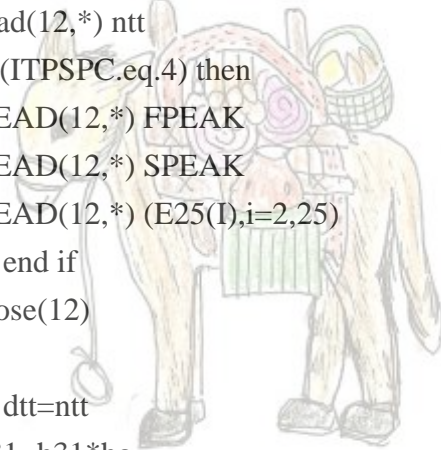 ad(12,*) ntt
(ITPSPC.eq.4) then
EAD(12,*) FPEAK
EAD(12,*) SPEAK
EAD(12,*) (E25(I),i=2,25)
end if
ose(12)
dtt=ntt